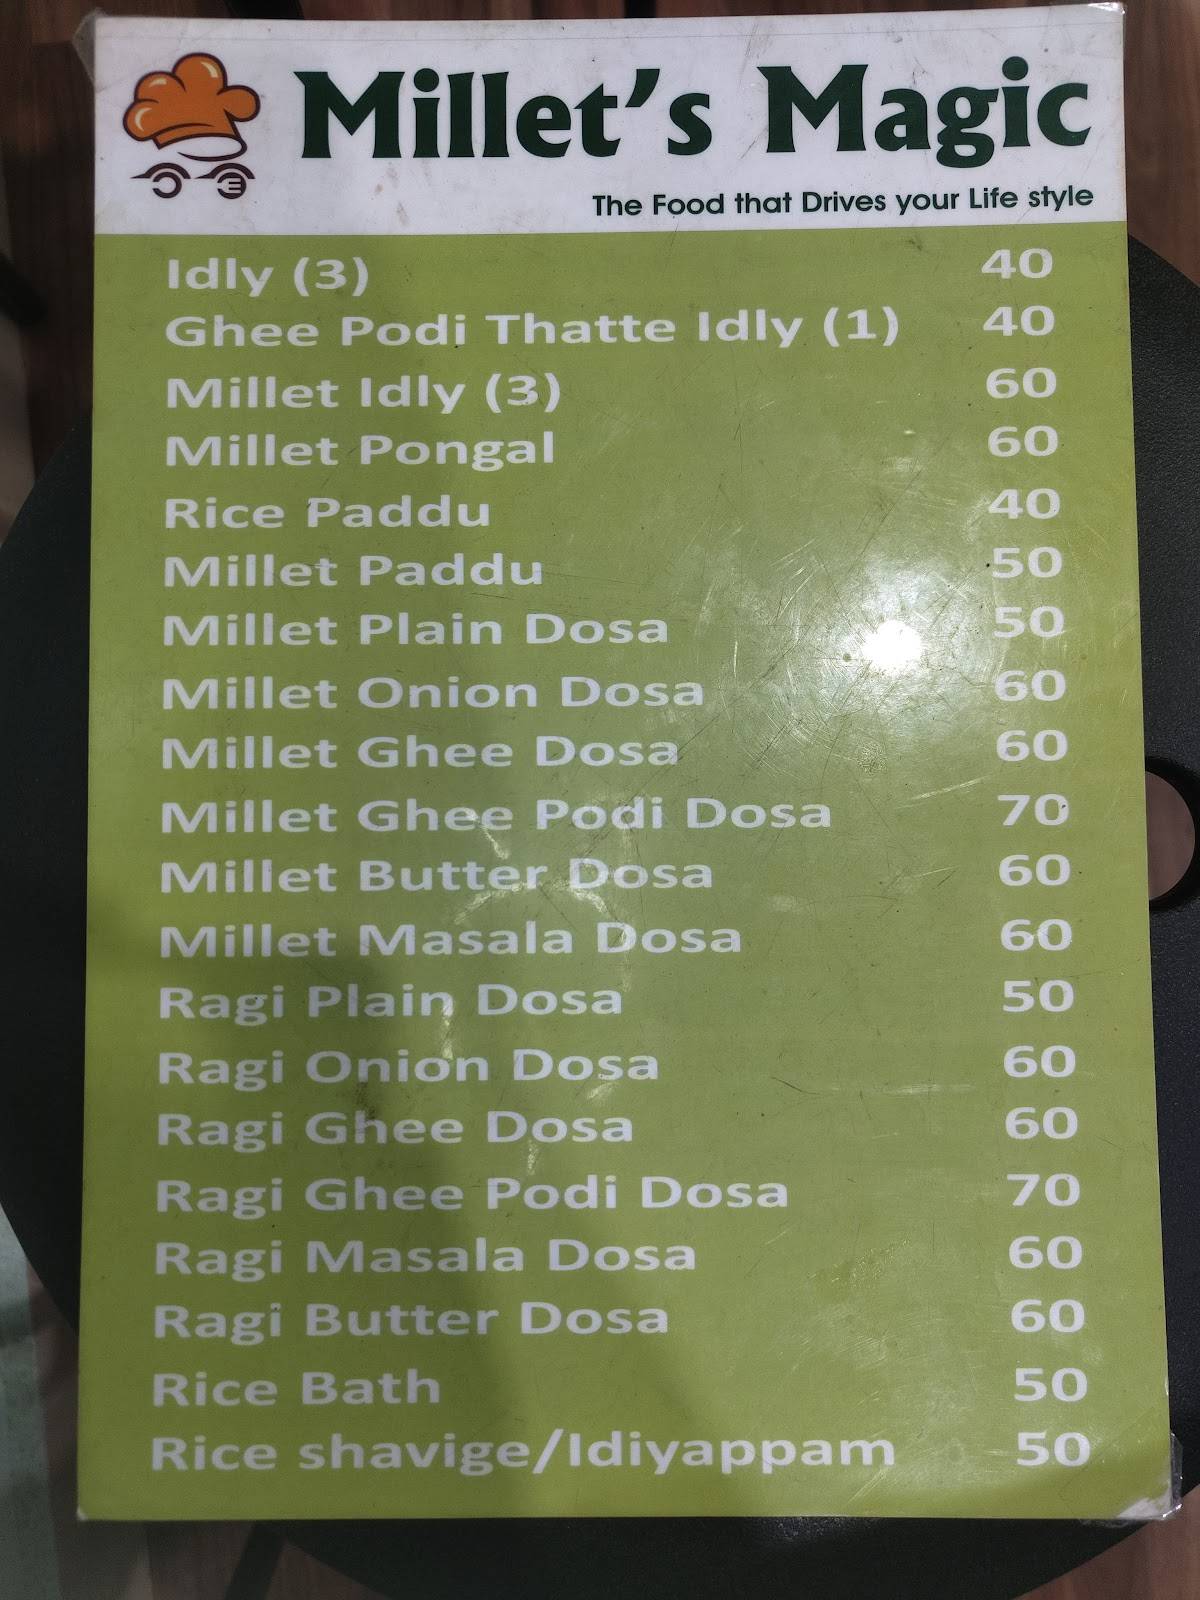 Millet's Magic
The Food that Drives your Life style
Idly (3) 40
Ghee Podi Thatte Idly (1) 40
Millet Idly (3) 60
Millet Pongal 60
Rice Paddu 40
Millet Paddu 50
Millet Plain Dosa 50
Millet Onion Dosa 60
Millet Ghee Dosa 60
Millet Ghee Podi Dosa 70
Millet Butter Dosa 60
Millet Masala Dosa 60
Ragi Plain Dosa 50
Ragi Onion Dosa 60
Ragi Ghee Dosa 60
Ragi Ghee Podi Dosa 70
Ragi Masala Dosa 60
Ragi Butter Dosa 60
Rice Bath 50
Rice shavige/Idiyappam 50